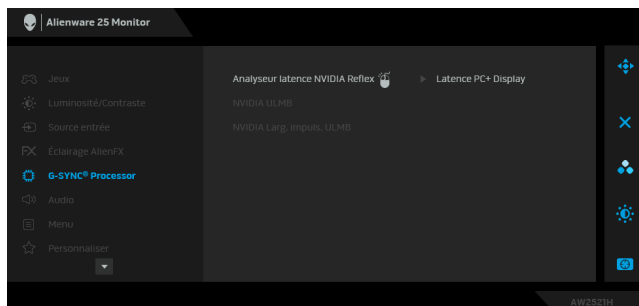 Alienware 25 Monitor
Jeux
Analyseur latence NVIDIA Reflex
Latence PC+ Display
Luminosité/Contraste
NVIDIA ULMB
Source entrée
NVIDIA Larg. impuls. ULMB
Éclairage AlienFX
G-SYNC® Processor
Audio
Menu
Personnaliser
AW2521H